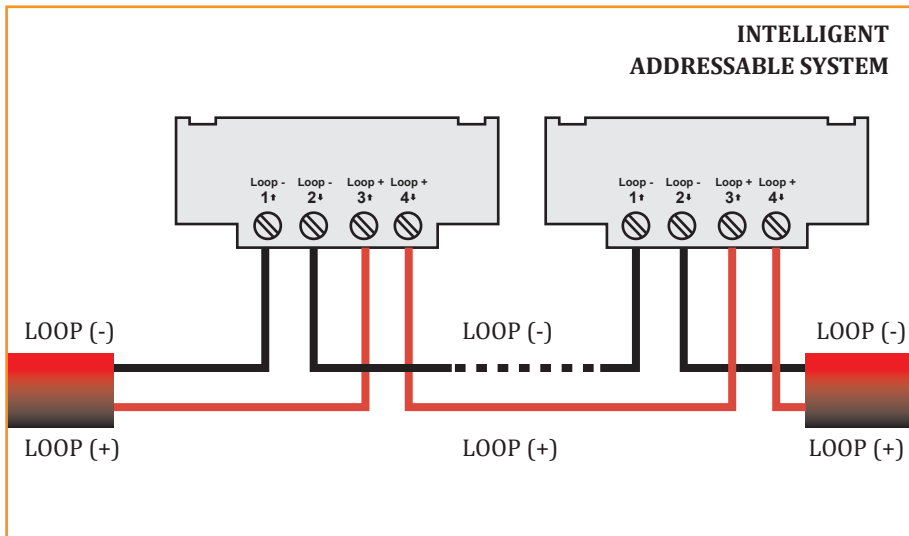 INTELLIGENT
ADDRESSABLE SYSTEM
Loop - Loop - Loop + Loop +
1⬆ 2⬇ 3⬆ 4⬇
Loop - Loop - Loop + Loop +
1⬆ 2⬇ 3⬆ 4⬇
LOOP (-) LOOP (-) LOOP (-)
LOOP (+) LOOP (+) LOOP (+)